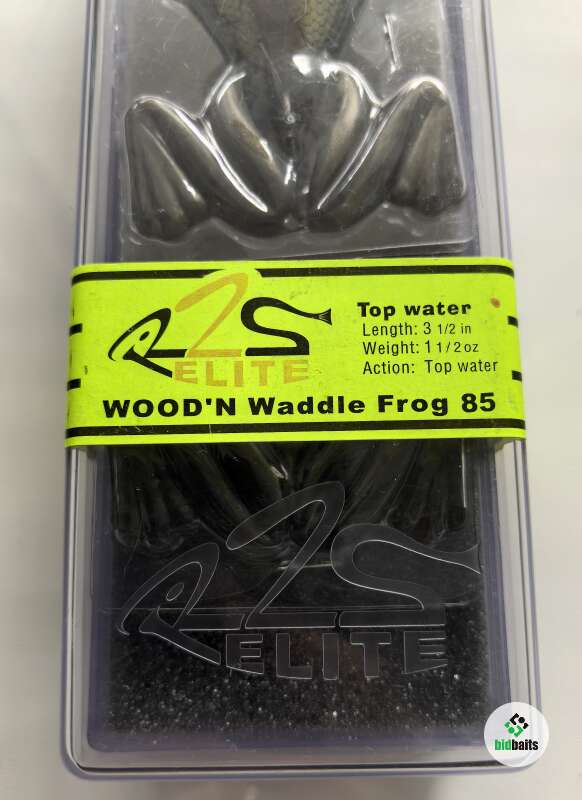 R2S
ELITE
Top water
Length: 3 1/2 in
Weight: 1 1/2 oz
Action: Top water
WOOD'N Waddle Frog 85
R2S
ELITE
bidbaits